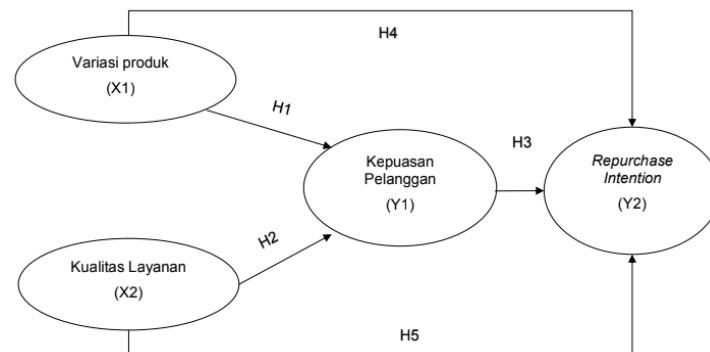 H4
Variasi produk
(X1)
H1
Kepuasan
Pelanggan
(Y1)
H3
Repurchase
Intention
(Y2)
H2
Kualitas Layanan
(X2)
H5